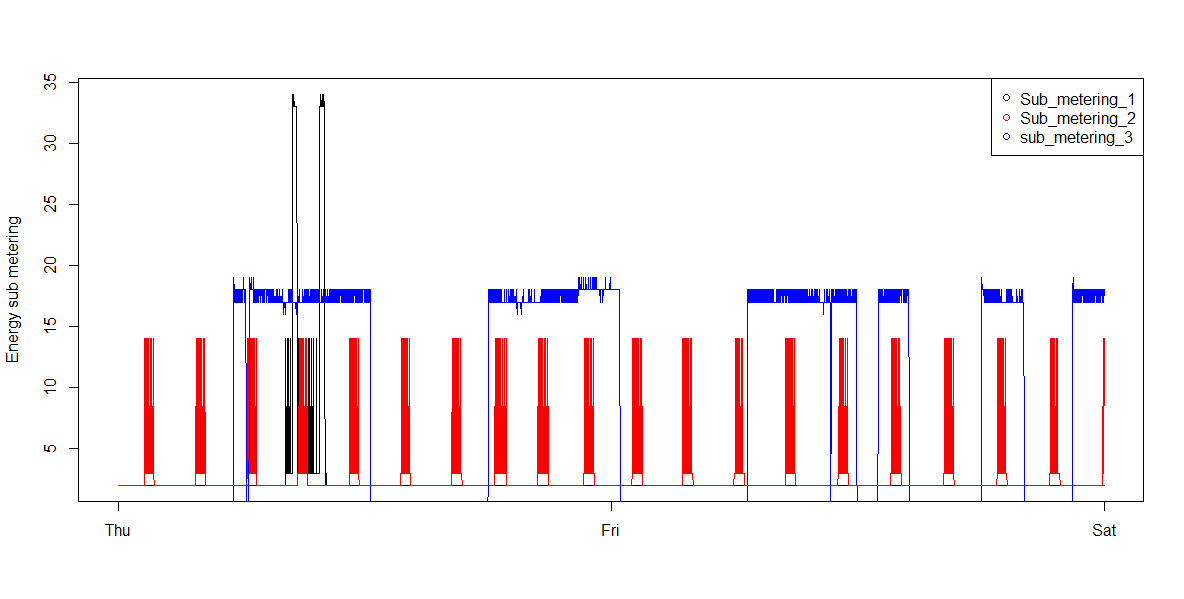 35
30
25
20
15
10
5
Energy sub metering
Sub_metering_1
Sub_metering_2
sub_metering_3
Thu Fri Sat